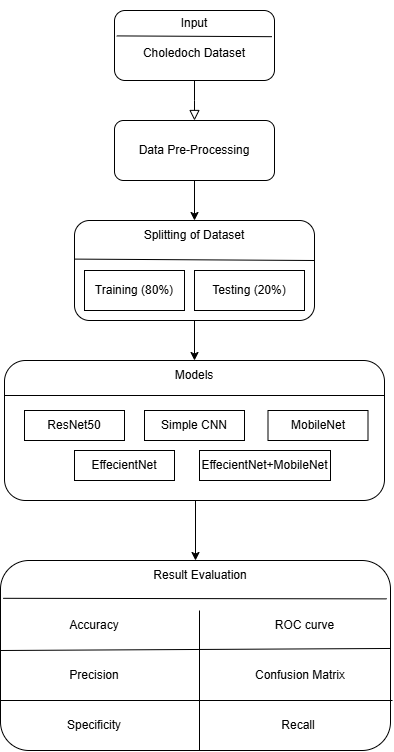 Input
Choledoch Dataset
Data Pre-Processing
Splitting of Dataset
Training (80%) Testing (20%)
Models
ResNet50 Simple CNN MobileNet
EffecientNet EffecientNet+MobileNet
Result Evaluation
Accuracy ROC curve
Precision Confusion Matrix
Specificity Recall